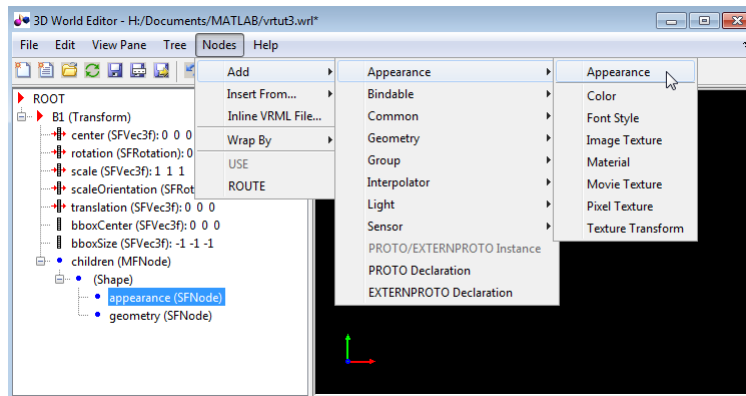 3D World Editor - H:/Documents/MATLAB/vrtut3.wrl*
File Edit View Pane Tree Nodes Help
Add
Insert From...
Inline VRML File...
Wrap By
USE
ROUTE
Appearance
Bindable
Common
Geometry
Group
Interpolator
Light
Sensor
PROTO/EXTERNPROTO Instance
PROTO Declaration
EXTERNPROTO Declaration
Appearance
Color
Font Style
Image Texture
Material
Movie Texture
Pixel Texture
Texture Transform
ROOT
B1 (Transform)
center (SFVec3f): 0 0 0
rotation (SFRotation): 0
scale (SFVec3f): 1 1 1
scaleOrientation (SFRot
translation (SFVec3f): 0 0 0
bboxCenter (SFVec3f): 0 0 0
bboxSize (SFVec3f): -1 -1 -1
children (MFNode)
(Shape)
appearance (SFNode)
geometry (SFNode)